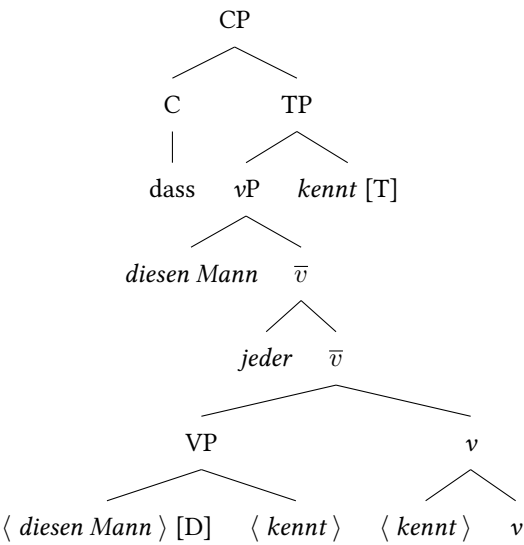 CP
C TP
dass vP kennt [T]
diesen Mann v̅
jeder v̅
VP v
⟨ diesen Mann ⟩ [D] ⟨ kennt ⟩ ⟨ kennt ⟩ v